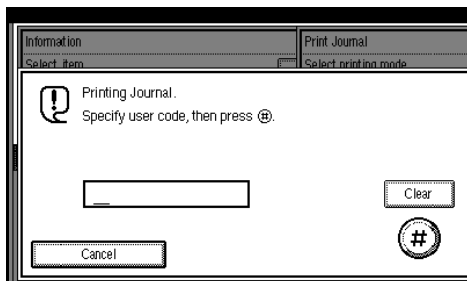 Information
Print Journal
Select item
Select printing mode
Printing Journal.
Specify user code, then press #.
Clear
#
Cancel